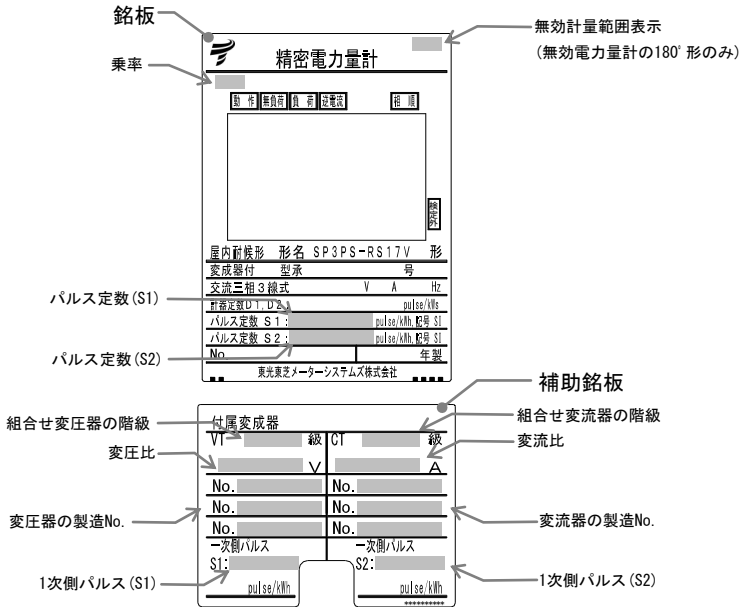 銘板
無効計量範囲表示
(無効電力量計の180°形のみ)
精密電力量計
乗率
動 作 無負荷 負 荷 逆電流 相 順
検定外
屋内耐候形 形名 SP3PS-RS17V 形
変成器付 型承 号
交流三相3線式 V A Hz
計器定数D1,D2: pulse/kWs
パルス定数(S1)
パルス定数 S1: pulse/kWh,記号 SI
パルス定数 S2: pulse/kWh,記号 SI
パルス定数(S2)
No. 年製
東光東芝メーターシステムズ株式会社
補助銘板
組合せ変圧器の階級
付属変成器
組合せ変流器の階級
VT 級 CT 級
変圧比
変流比
V A
No. No.
No. No.
変圧器の製造No.
変流器の製造No.
No. No.
一次側パルス 一次側パルス
S1: S2:
1次側パルス(S1)
1次側パルス(S2)
pulse/kWh pulse/kWh
**********